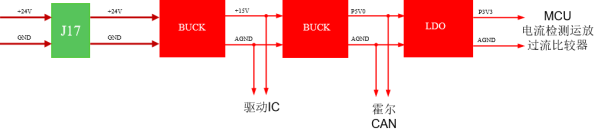 +24V
+24V
+15V
P5V0
P3V3
MCU
J17
BUCK
BUCK
LDO
电流检测运放
GND
GND
AGND
AGND
AGND
过流比较器
驱动IC
霍尔
CAN